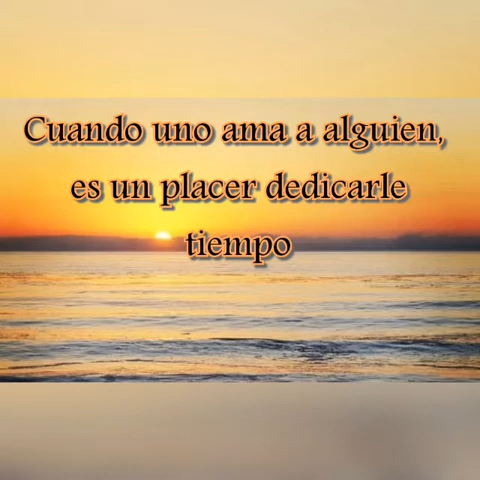 Cuando uno ama a alguien,
es un placer dedicarle
tiempo